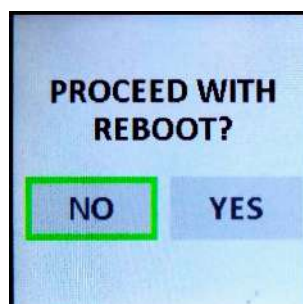 PROCEED WITH
REBOOT?
NO YES